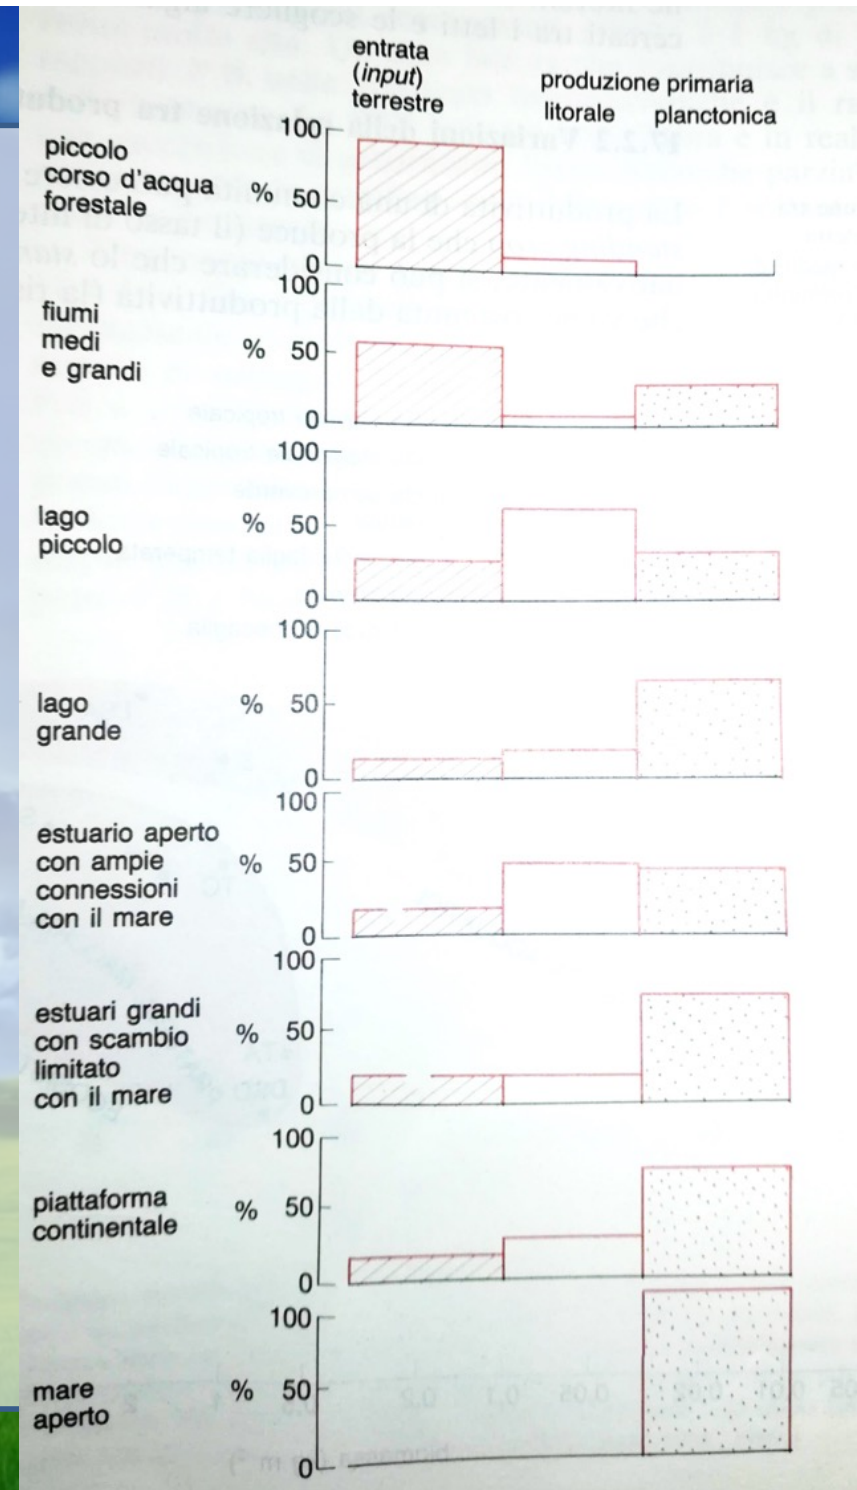 entrata
(input)
terrestre
produzione primaria
litorale planctonica
piccolo
corso d'acqua
forestale
%
100
50
0
fiumi
medi
e grandi
%
100
50
0
lago
piccolo
%
100
50
0
lago
grande
%
100
50
0
estuario aperto
con ampie
connessioni
con il mare
%
100
50
0
estuari grandi
con scambio
limitato
con il mare
%
100
50
0
piattaforma
continentale
%
100
50
0
mare
aperto
%
100
50
0